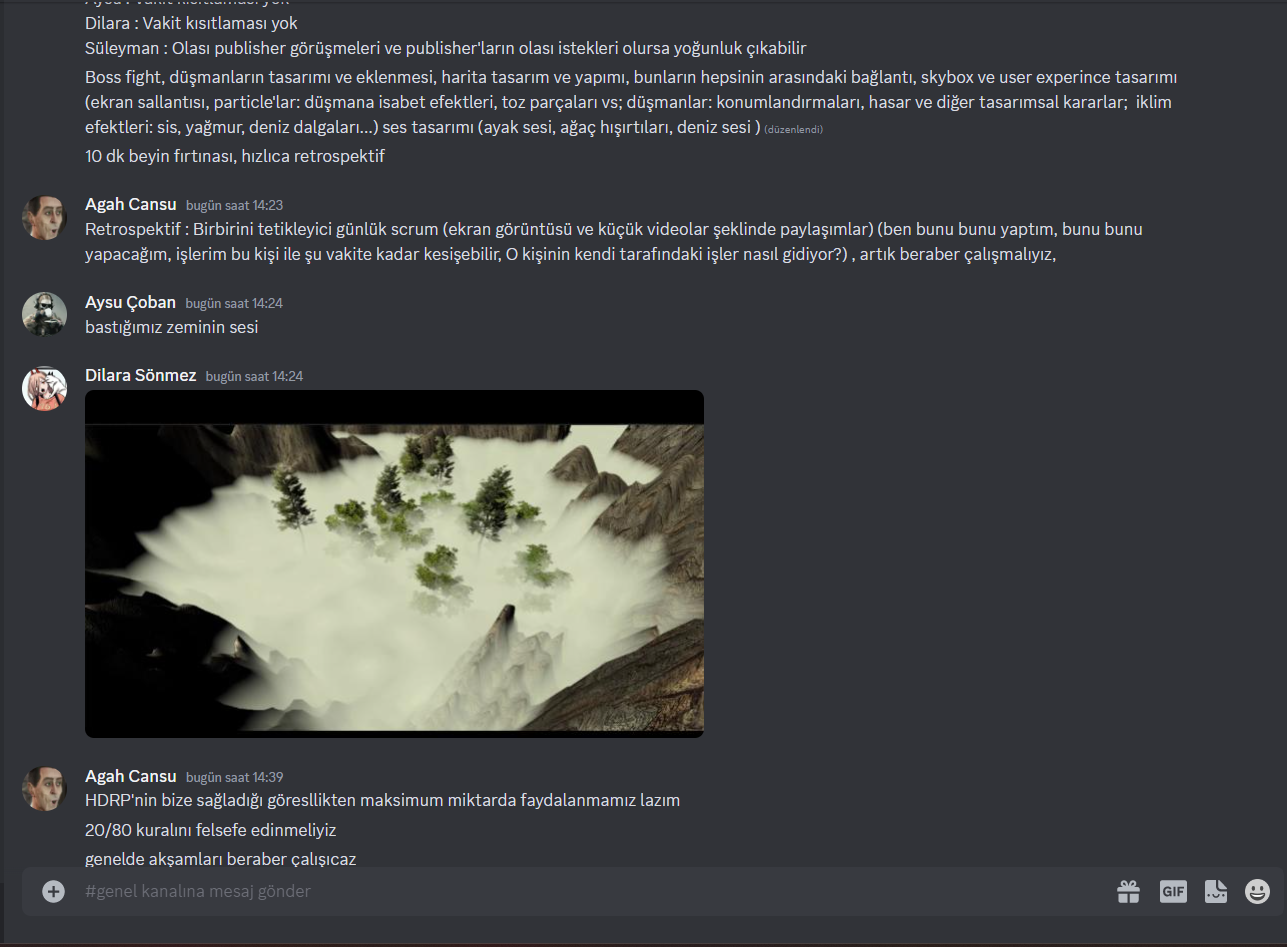 Dilara : Vakit kısıtlaması yok
Süleyman : Olası publisher görüşmeleri ve publisher'ların olası istekleri olursa yoğunluk çıkabilir
Boss fight, düşmanların tasarımı ve eklenmesi, harita tasarım ve yapımı, bunların hepsinin arasındaki bağlantı, skybox ve user experince tasarımı
(ekran sallantısı, particle'lar: düşmana isabet efektleri, toz parçaları vs; düşmanlar: konumlandırmaları, hasar ve diğer tasarımsal kararlar; iklim
efektleri: sis, yağmur, deniz dalgaları...) ses tasarımı (ayak sesi, ağaç hışırtıları, deniz sesi ) (düzenlendi)
10 dk beyin fırtınası, hızlıca retrospektif
Agah Cansu bugün saat 14:23
Retrospektif : Birbirini tetikleyici günlük scrum (ekran görüntüsü ve küçük videolar şeklinde paylaşımlar) (ben bunu bunu yaptım, bunu bunu
yapacağım, işlerim bu kişi ile şu vakite kadar kesişebilir, O kişinin kendi tarafındaki işler nasıl gidiyor?) , artık beraber çalışmalıyız,
Aysu Çoban bugün saat 14:24
bastığımız zeminin sesi
Dilara Sönmez bugün saat 14:24
Agah Cansu bugün saat 14:39
HDRP'nin bize sağladığı göresllikten maksimum miktarda faydalanmamız lazım
20/80 kuralını felsefe edinmeliyiz
genelde akşamları beraber çalışıcaz
#genel kanalına mesaj gönder
GIF